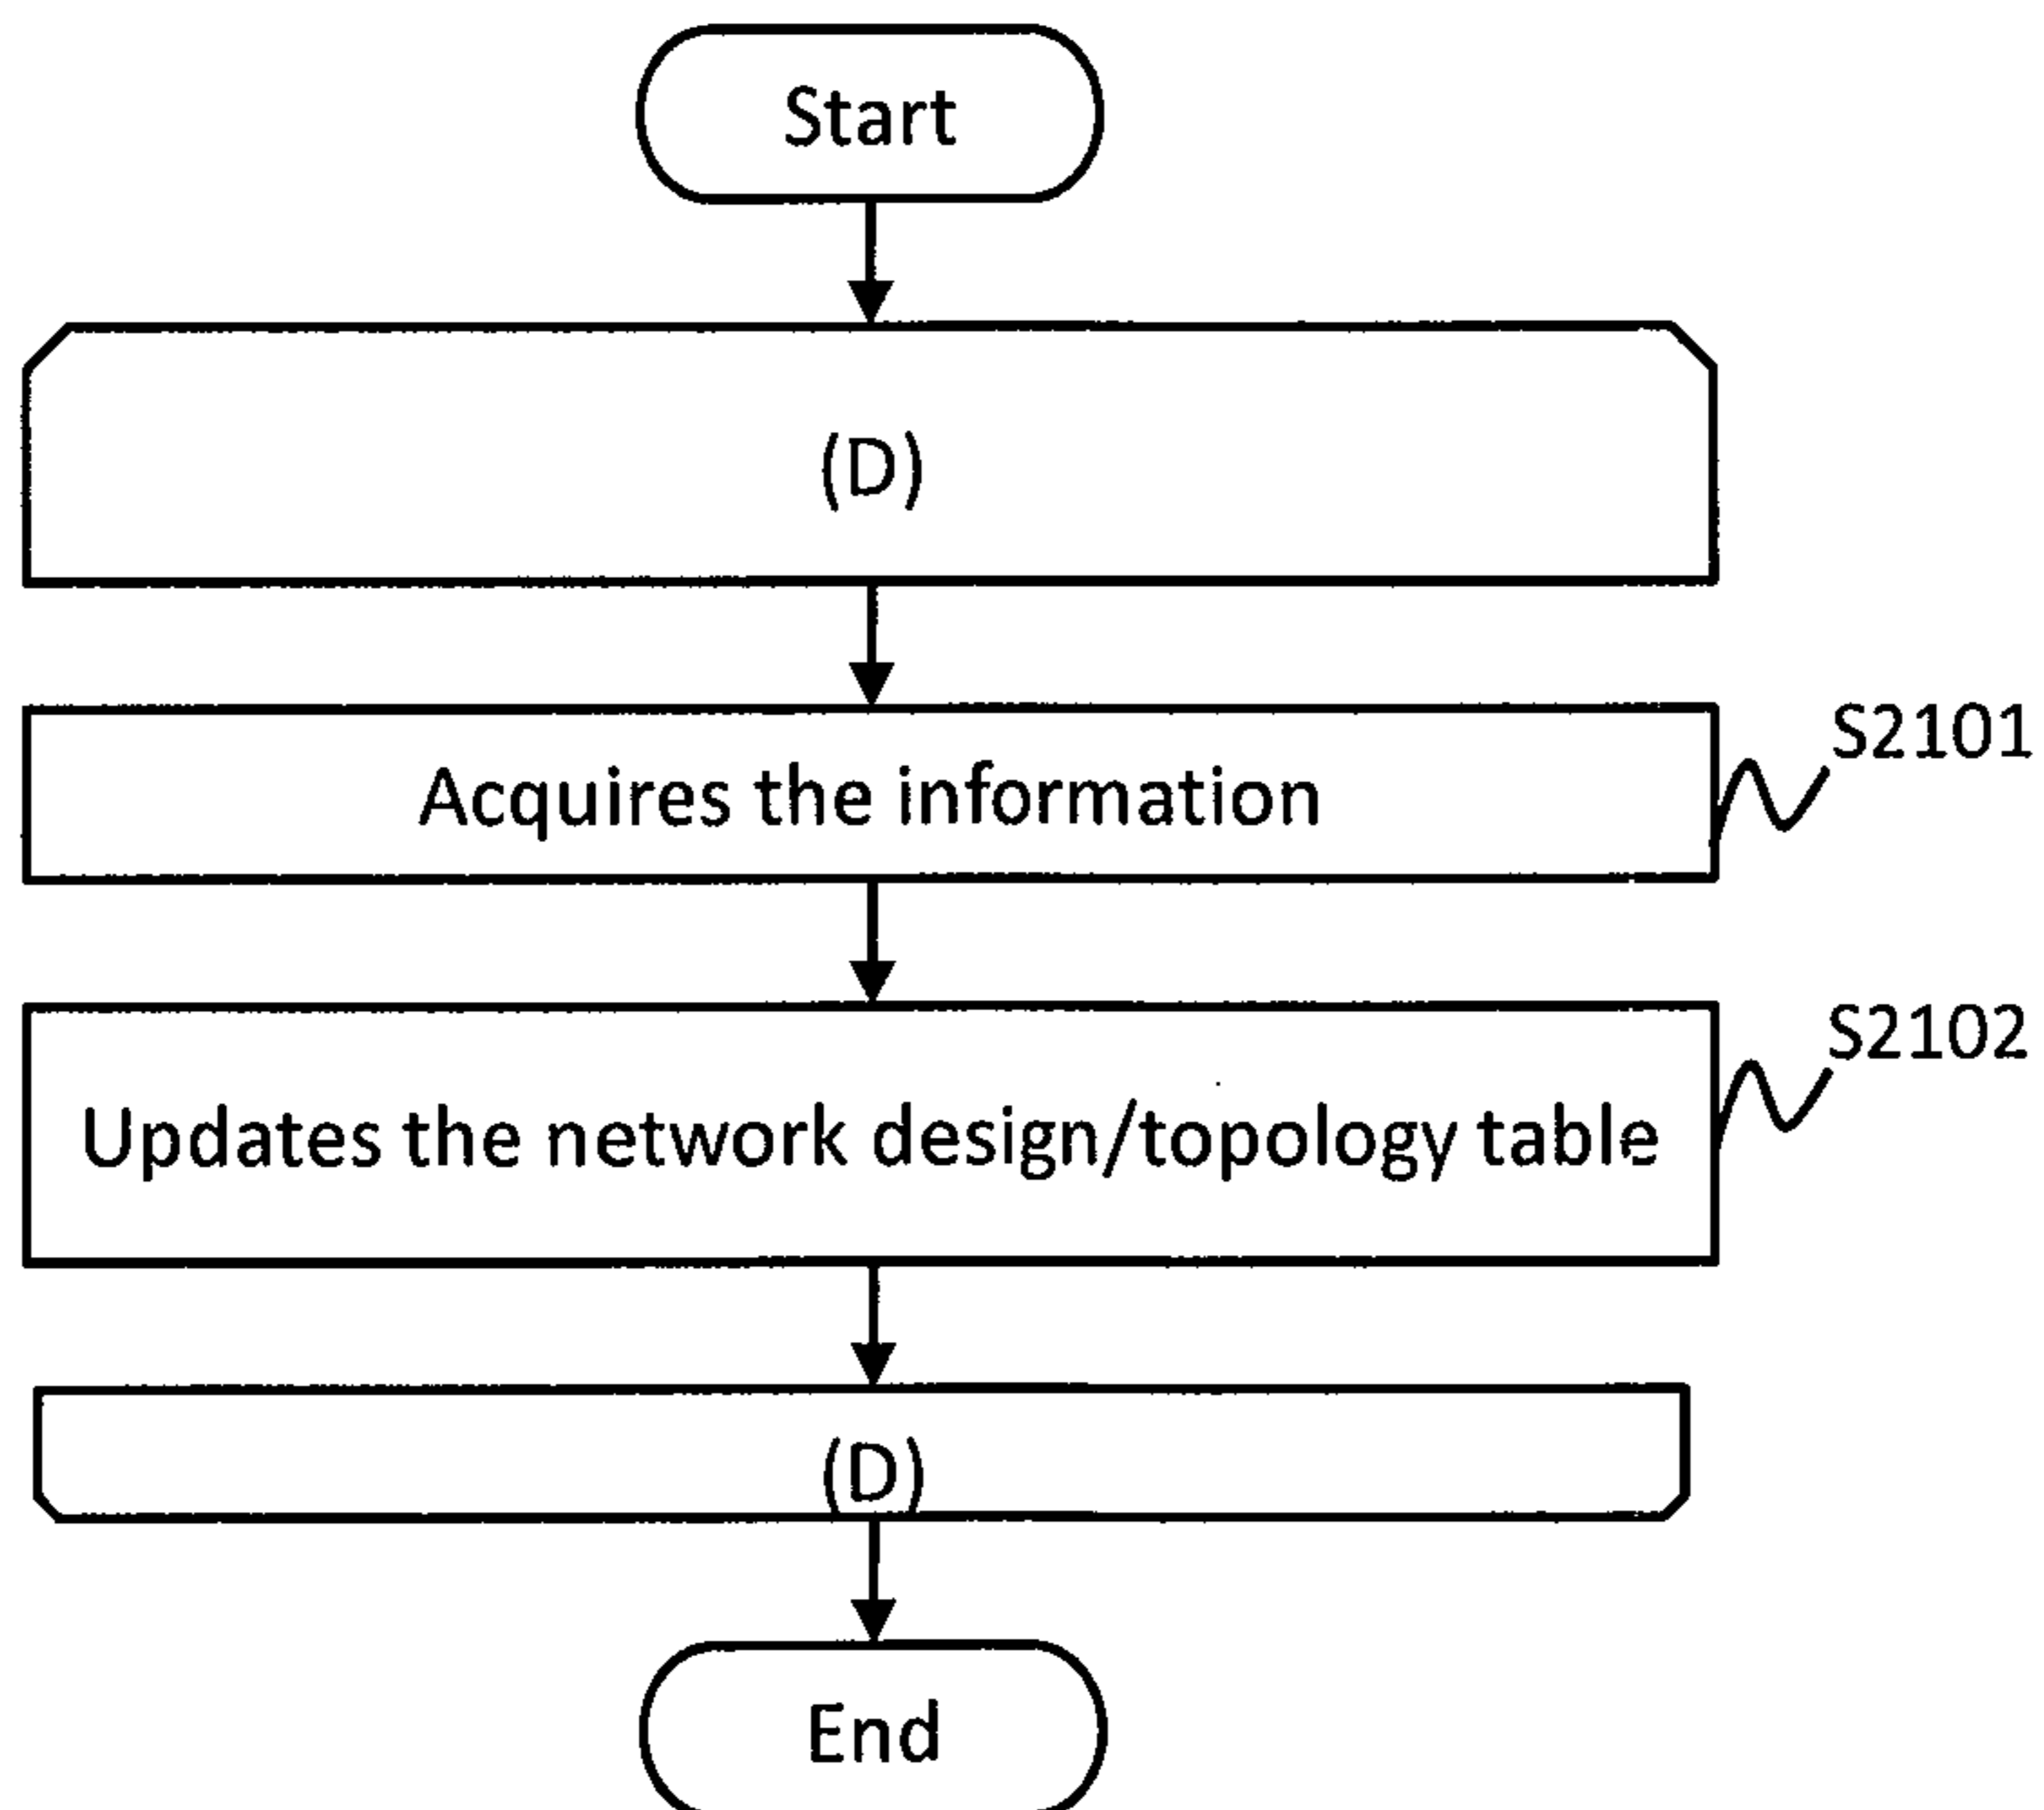 Start
(D)
Acquires the information
S2101
Updates the network design/topology table
S2102
(D)
End